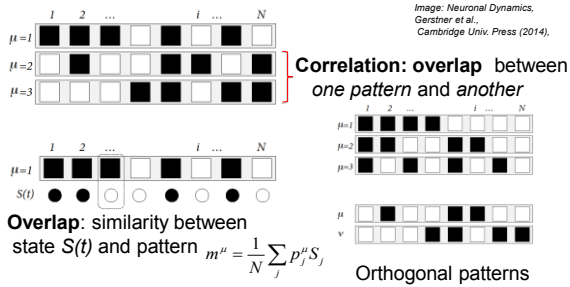 1 2 ... i N
μ=1
μ=2
μ=3
Image: Neuronal Dynamics,
Gerstner et al.,
Cambridge Univ. Press (2014),
Correlation: overlap between
one pattern and another
1 2 ... i ... N
μ=1
μ=2
μ=3
1 2 ... i N
μ=1
S(t)
Overlap: similarity between
state S(t) and pattern m^μ = 1/N ∑_j p_j^μ S_j
μ
ν
Orthogonal patterns